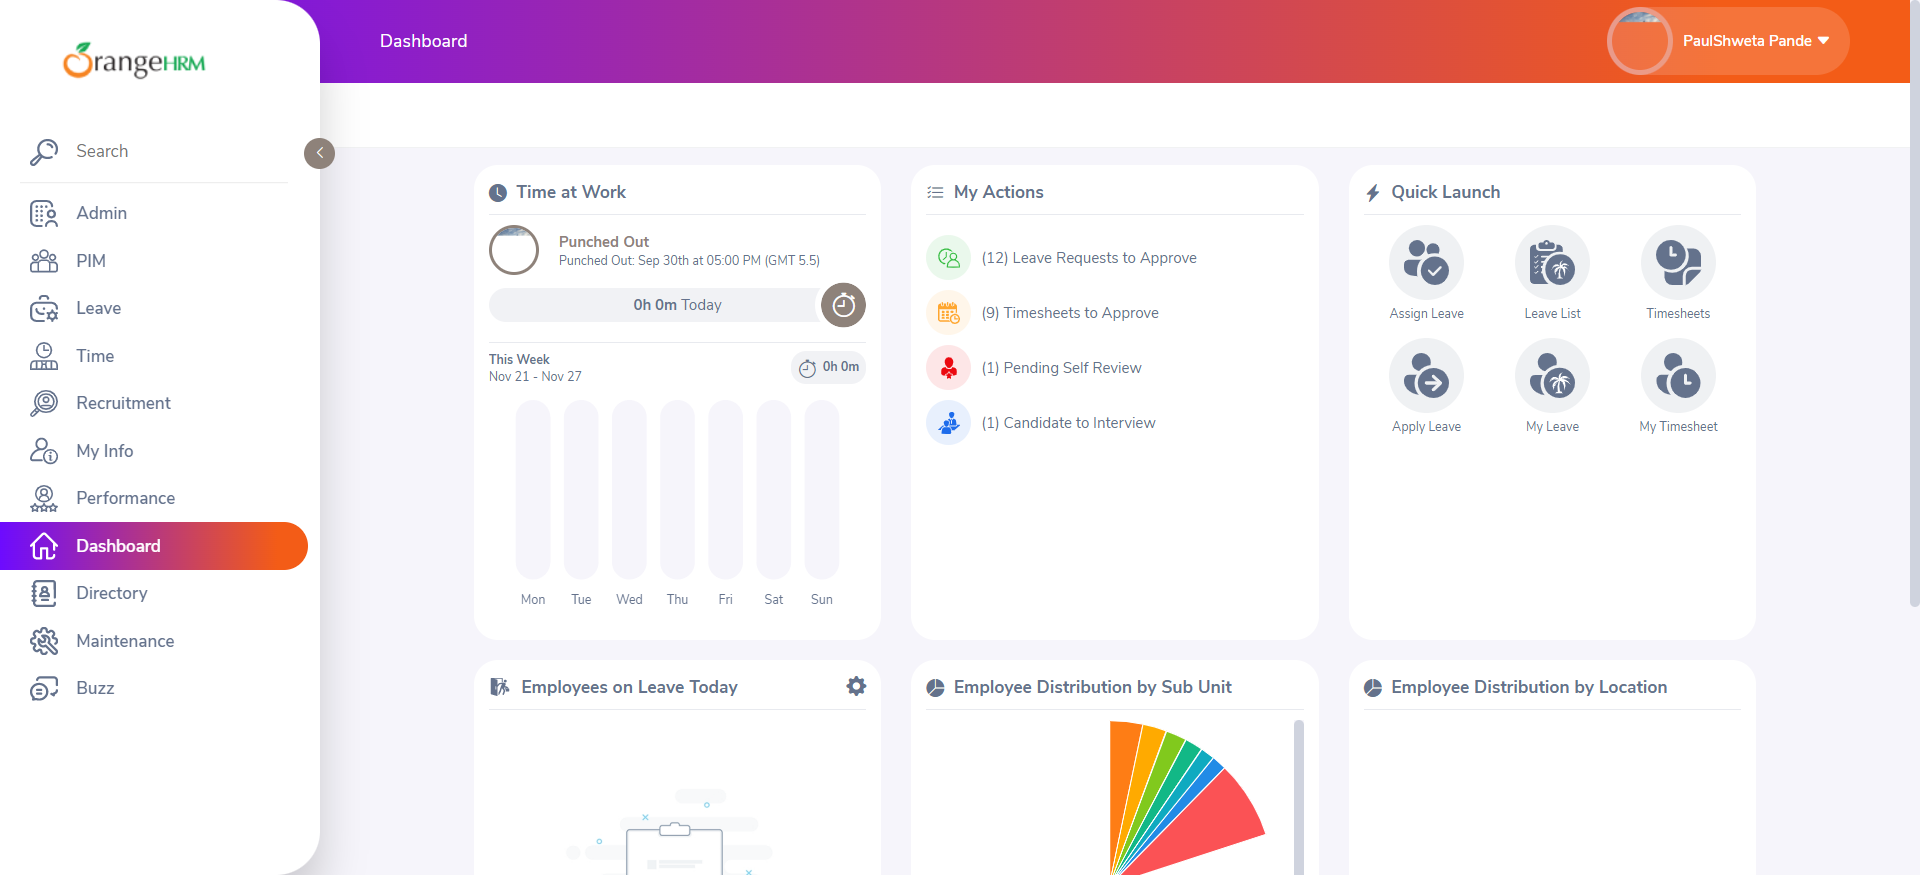 OrangeHRM
Dashboard
PaulShweta Pande
Search
Admin
PIM
Leave
Time
Recruitment
My Info
Performance
Dashboard
Directory
Maintenance
Buzz
Time at Work
Punched Out
Punched Out: Sep 30th at 05:00 PM (GMT 5.5)
0h 0m Today
This Week
Nov 21 - Nov 27
0h 0m
Mon Tue Wed Thu Fri Sat Sun
My Actions
(12) Leave Requests to Approve
(9) Timesheets to Approve
(1) Pending Self Review
(1) Candidate to Interview
Quick Launch
Assign Leave Leave List Timesheets
Apply Leave My Leave My Timesheet
Employees on Leave Today
Employee Distribution by Sub Unit
Employee Distribution by Location